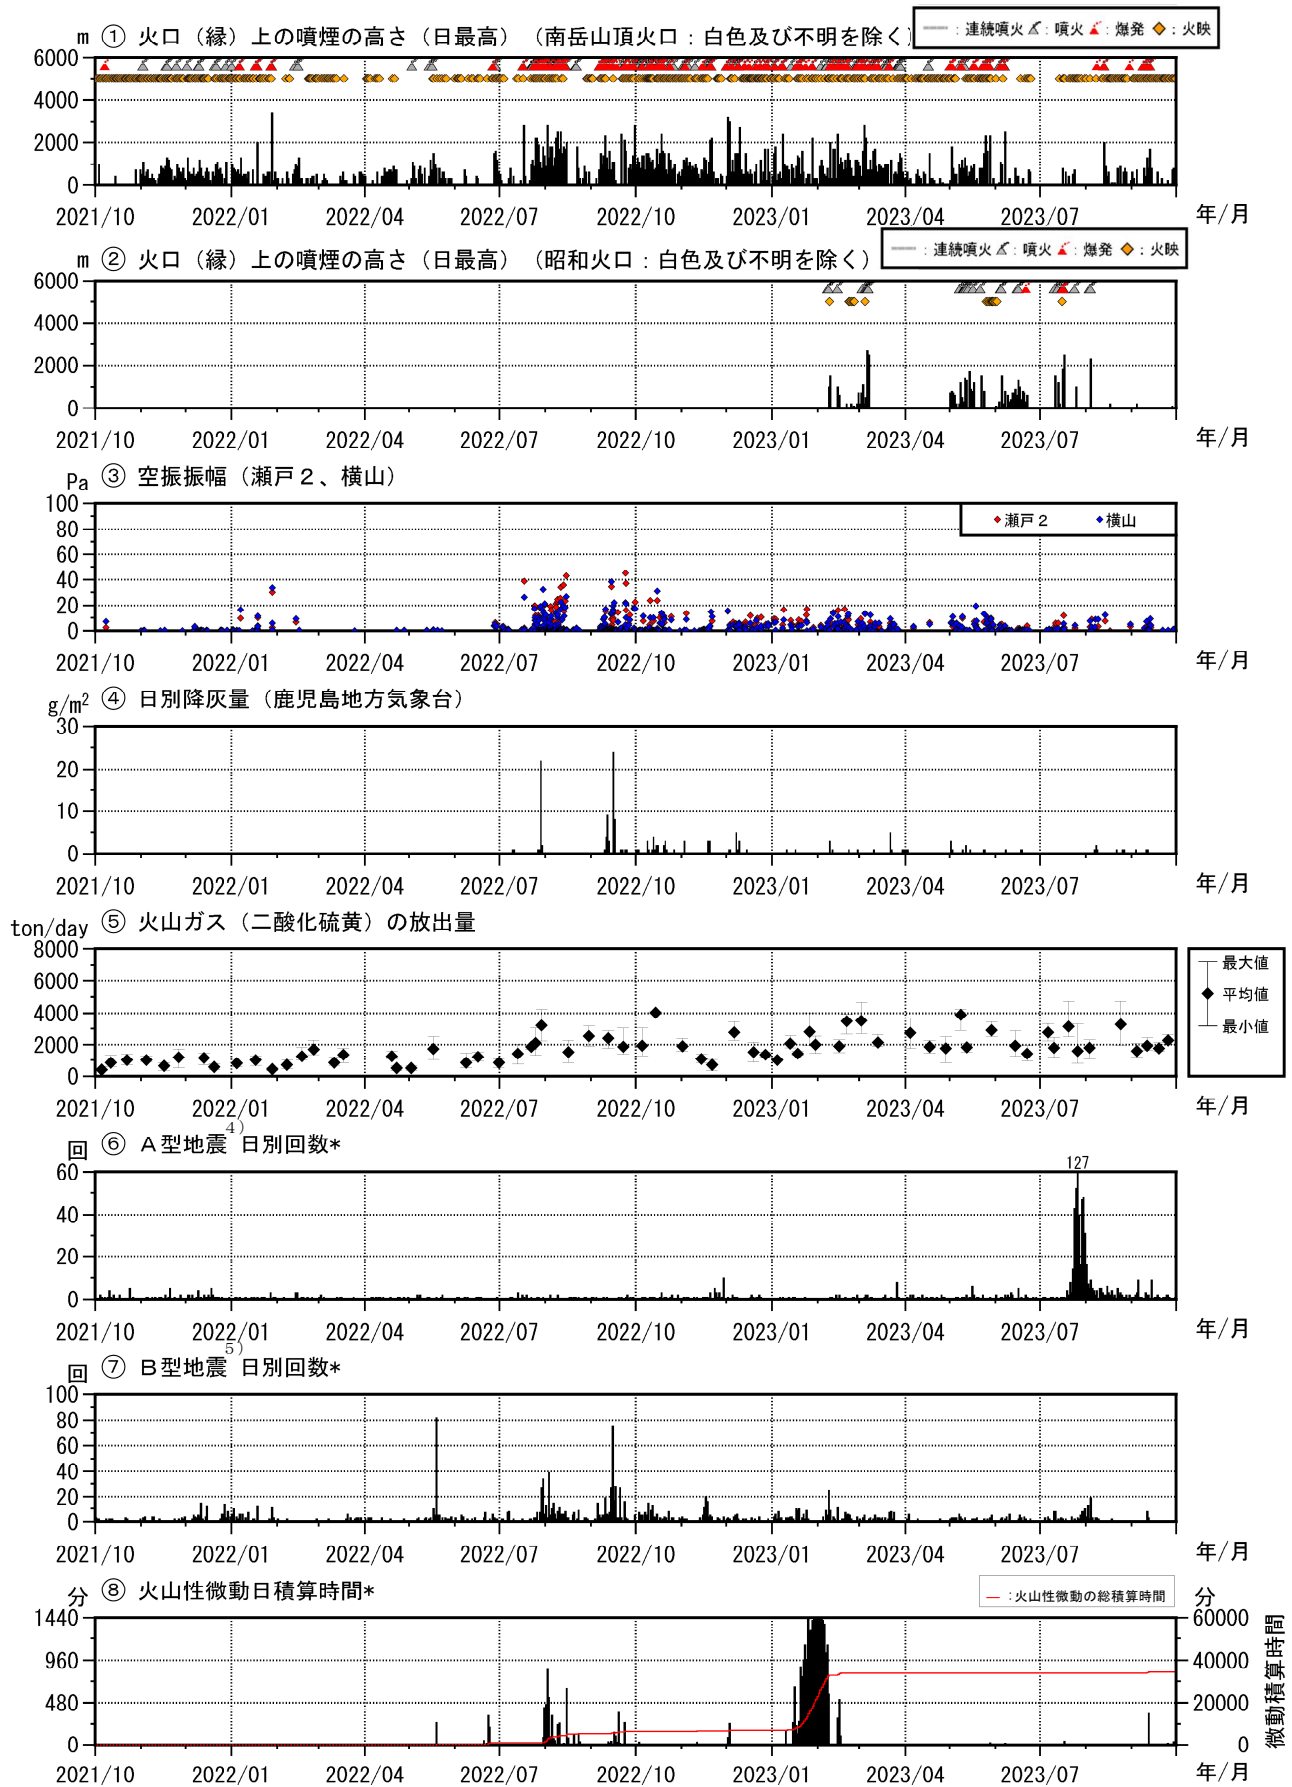 m ① 火口（縁）上の噴煙の高さ（日最高）（南岳山頂火口：白色及び不明を除く）
：連続噴火 ：噴火 ：爆発 ：火映
6000
4000
2000
0
2021/10 2022/01 2022/04 2022/07 2022/10 2023/01 2023/04 2023/07 年/月
m ② 火口（縁）上の噴煙の高さ（日最高）（昭和火口：白色及び不明を除く）
：連続噴火 ：噴火 ：爆発 ：火映
6000
4000
2000
0
2021/10 2022/01 2022/04 2022/07 2022/10 2023/01 2023/04 2023/07 年/月
Pa ③ 空振振幅（瀬戸２、横山）
瀬戸２ 横山
100
80
60
40
20
0
2021/10 2022/01 2022/04 2022/07 2022/10 2023/01 2023/04 2023/07 年/月
g/m² ④ 日別降灰量（鹿児島地方気象台）
30
20
10
0
2021/10 2022/01 2022/04 2022/07 2022/10 2023/01 2023/04 2023/07 年/月
ton/day ⑤ 火山ガス（二酸化硫黄）の放出量
8000
6000
4000
2000
0
最大値
平均値
最小値
2021/10 2022/01 2022/04 2022/07 2022/10 2023/01 2023/04 2023/07 年/月
回 ⑥ Ａ型地震4) 日別回数*
127
60
40
20
0
2021/10 2022/01 2022/04 2022/07 2022/10 2023/01 2023/04 2023/07 年/月
回 ⑦ Ｂ型地震5) 日別回数*
100
80
60
40
20
0
2021/10 2022/01 2022/04 2022/07 2022/10 2023/01 2023/04 2023/07 年/月
分 ⑧ 火山性微動日積算時間*
：火山性微動の総積算時間
分
1440 60000
960 40000
480 20000
0 0
微動積算時間
2021/10 2022/01 2022/04 2022/07 2022/10 2023/01 2023/04 2023/07 年/月